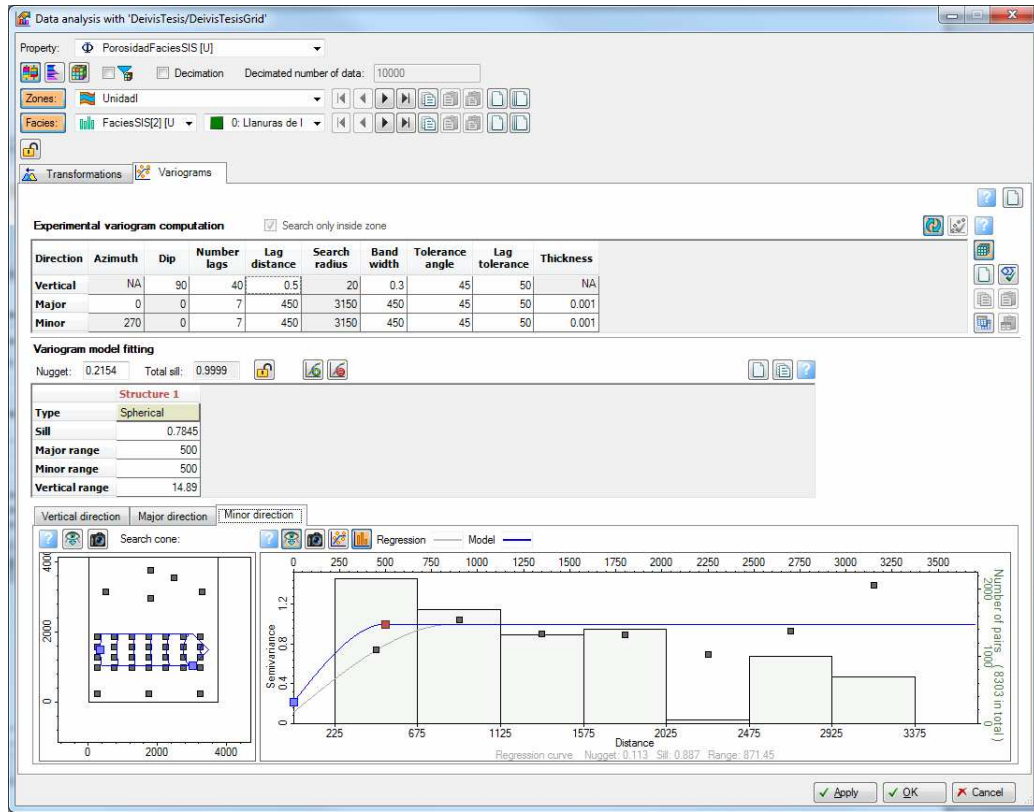 Data analysis with 'DeivisTesis/DeivisTesisGrid'
Property: Φ PorosidadFaciesSIS [U]
Decimation Decimated number of data: 10000
Zones: UnidadI
Facies: FaciesSIS[2] [U 0: Llanuras de l
Transformations Variograms
Experimental variogram computation Search only inside zone
Direction Azimuth Dip Number lags Lag distance Search radius Band width Tolerance angle Lag tolerance Thickness
Vertical NA 90 40 0.5 20 0.3 45 50 NA
Major 0 0 7 450 3150 450 45 50 0.001
Minor 270 0 7 450 3150 450 45 50 0.001
Variogram model fitting
Nugget: 0.2154 Total sill: 0.9999
Structure 1
Type Spherical
Sill 0.7845
Major range 500
Minor range 500
Vertical range 14.89
Vertical direction Major direction Minor direction
Search cone: Regression Model
4000
2000
0
0 2000 4000
0 250 500 750 1000 1250 1500 1750 2000 2250 2500 2750 3000 3250 3500
Semivariance
1.2
0.8
0.4
0
2000
1000
0
Number of pairs (8303 in total)
225 675 1125 1575 2025 2475 2925 3375
Distance
Regression curve Nugget: 0.113 Sill: 0.887 Range: 871.45
Apply OK Cancel